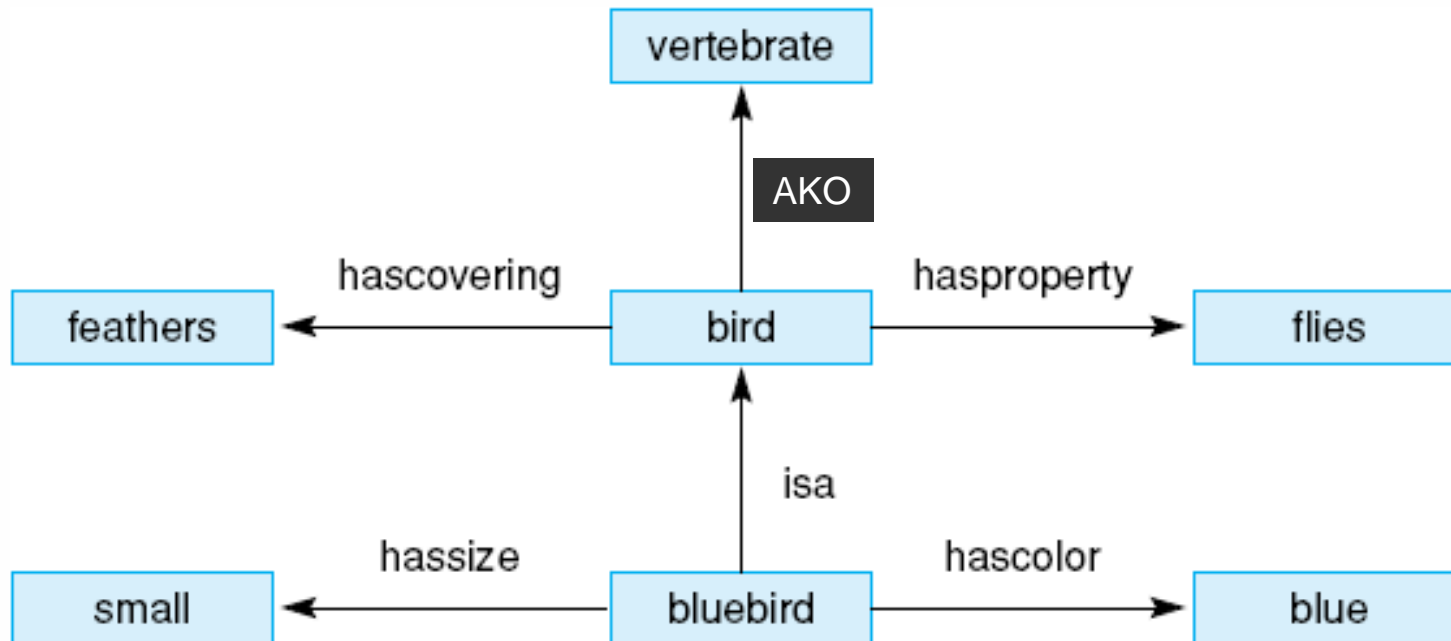 vertebrate
AKO
hascovering
hasproperty
feathers
bird
flies
isa
hassize
hascolor
small
bluebird
blue